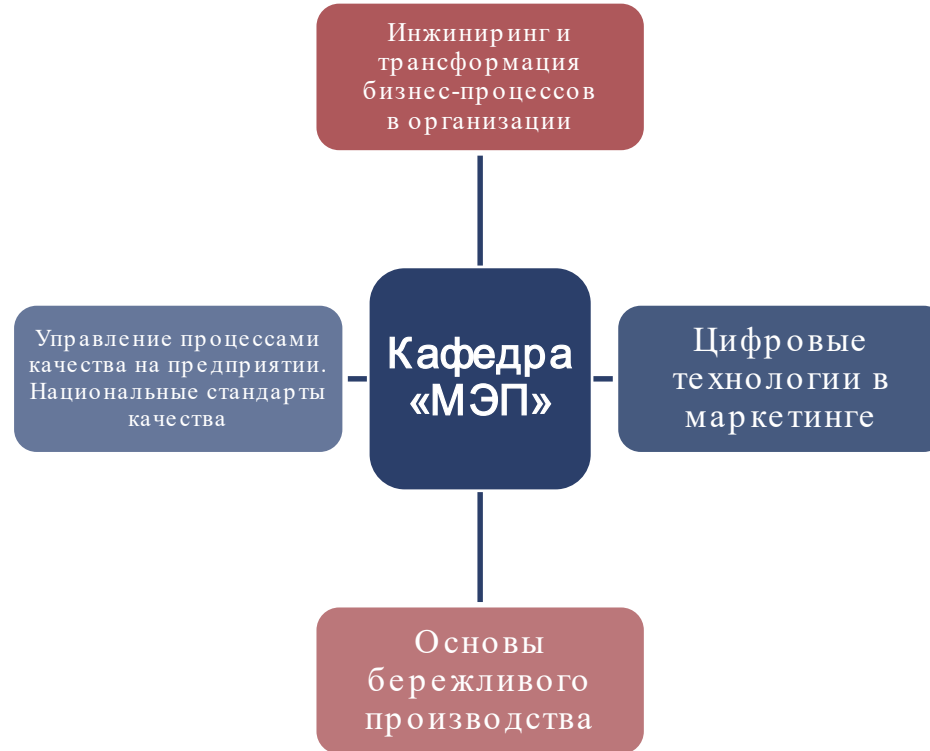 Инжиниринг и
трансформация
бизнес-процессов
в организации
Управление процессами
качества на предприятии.
Национальные стандарты
качества
Кафедра
«МЭП»
Цифровые
технологии в
маркетинге
Основы
бережливого
производства